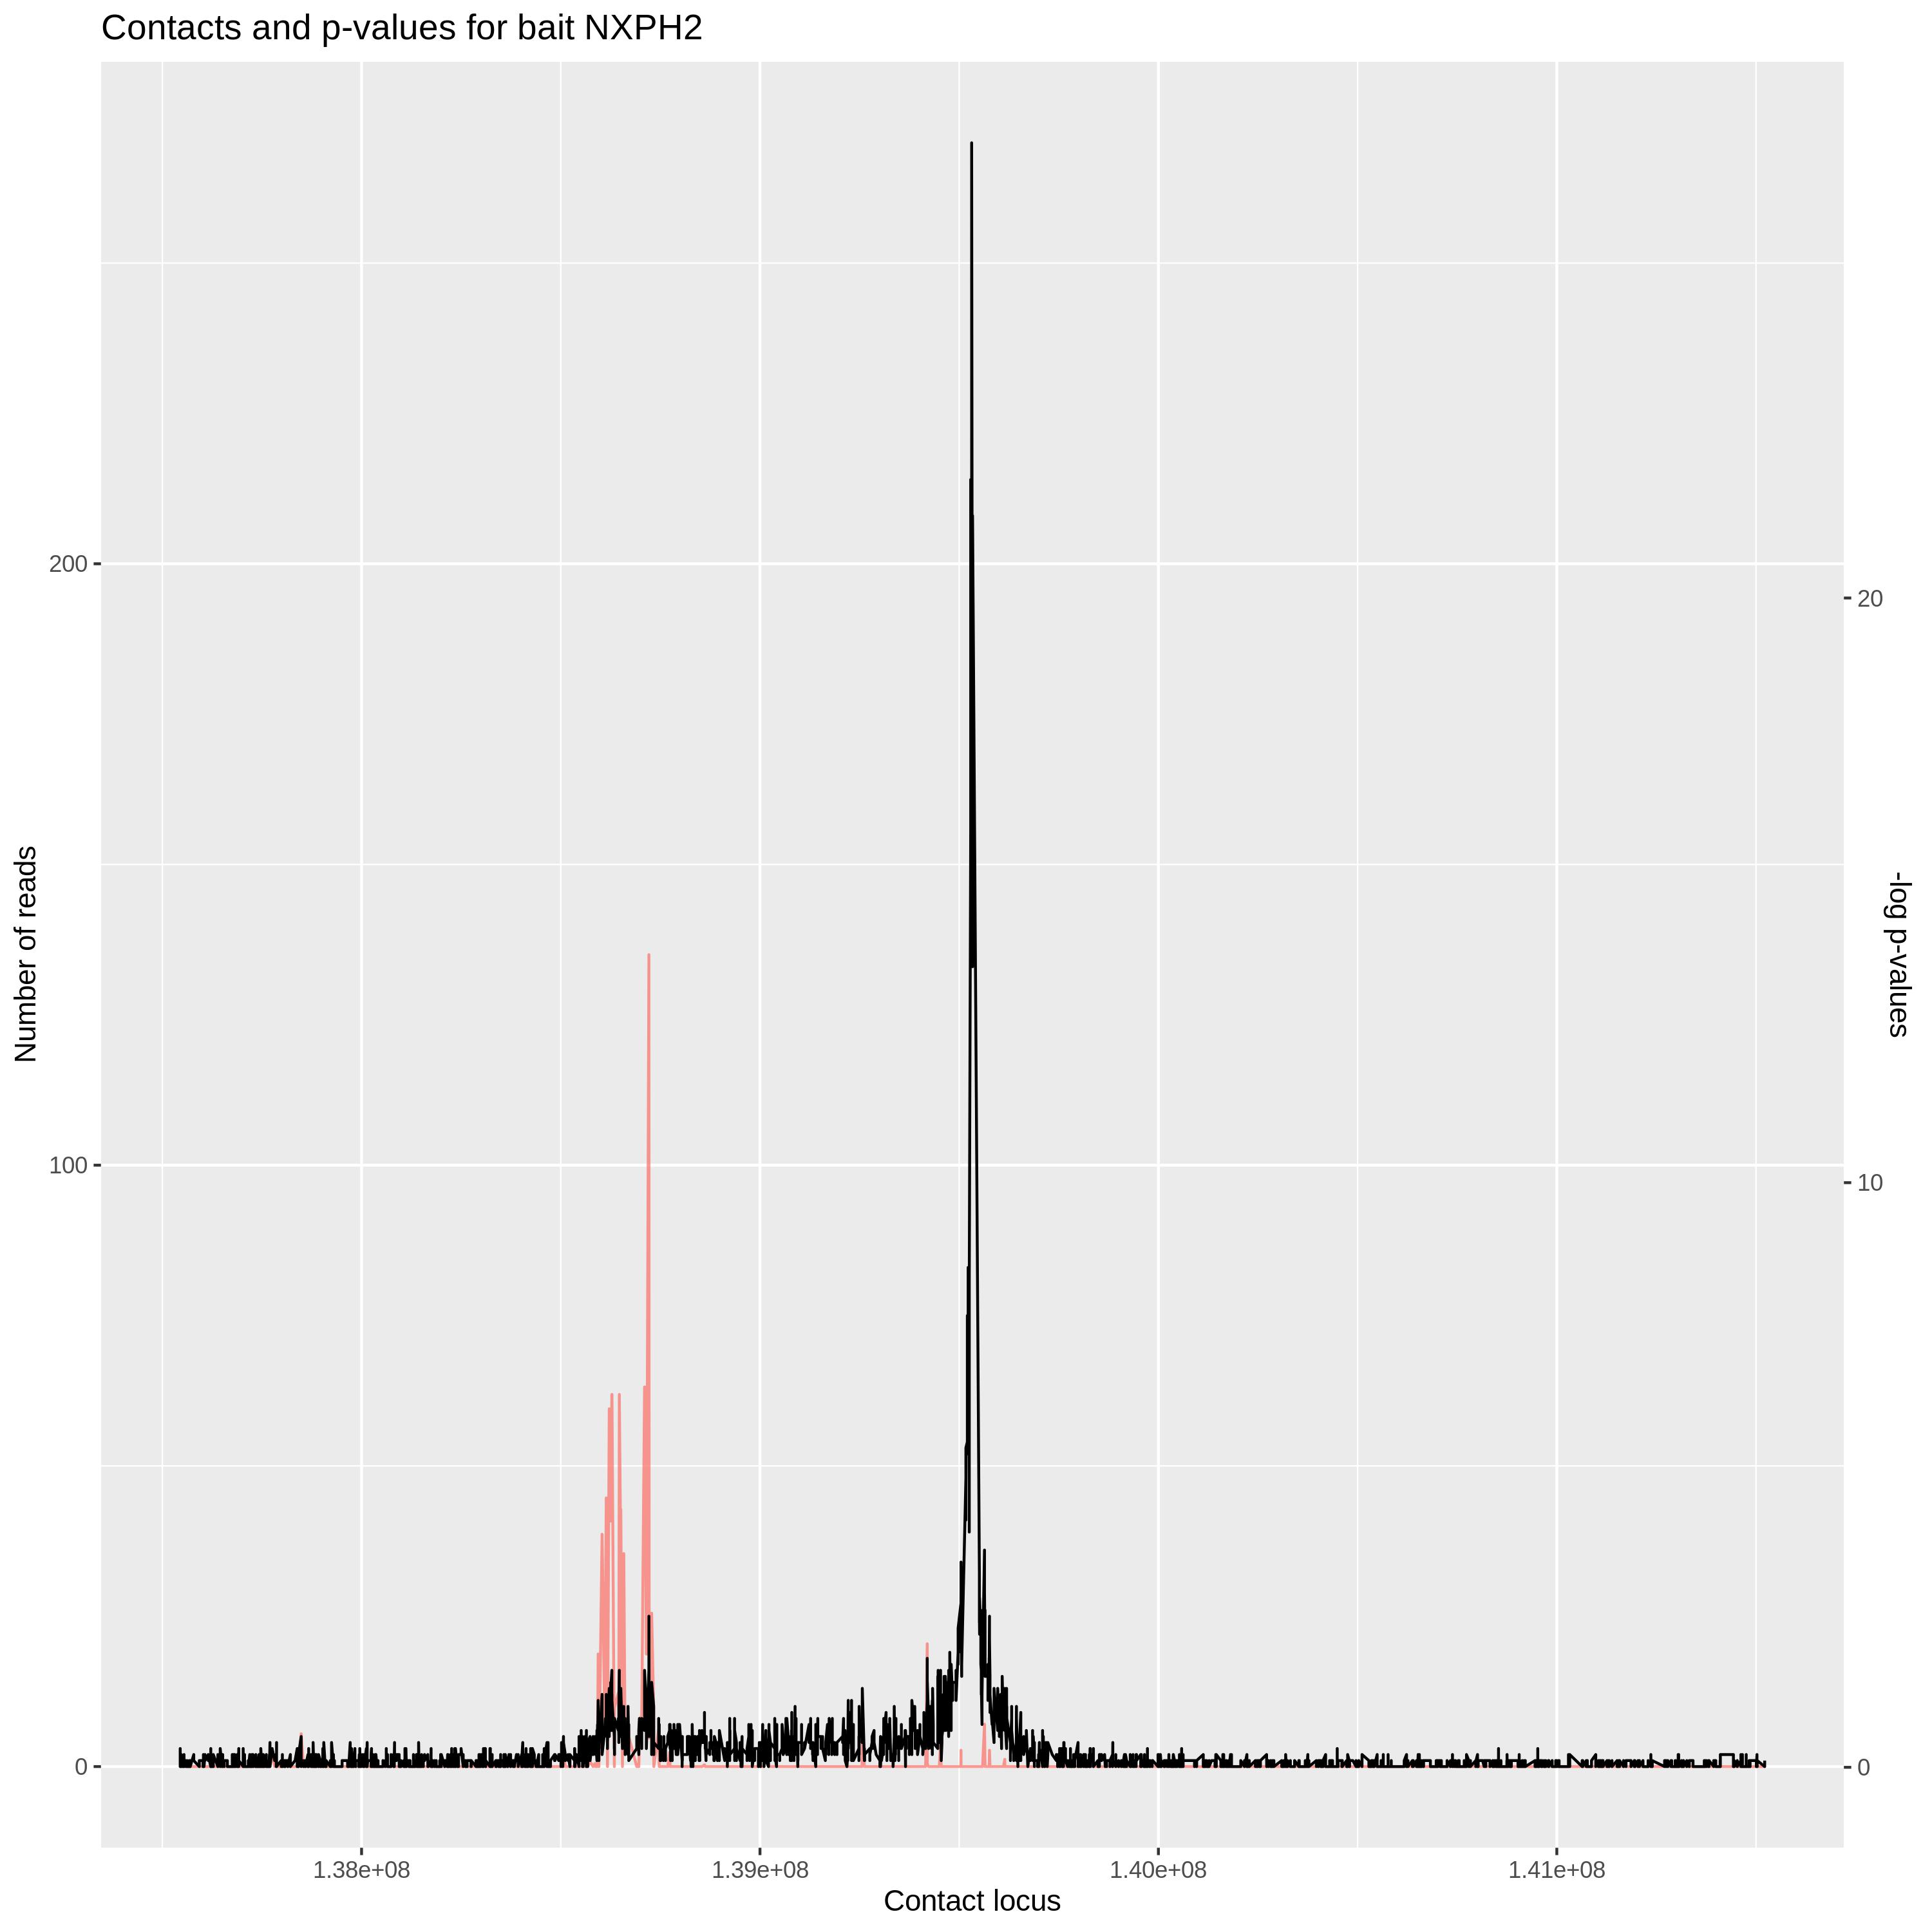 Contacts and p-values for bait NXPH2
Number of reads
200
100
0
20
10
0
-log p-values
1.38e+08
1.39e+08
1.40e+08
1.41e+08
Contact locus